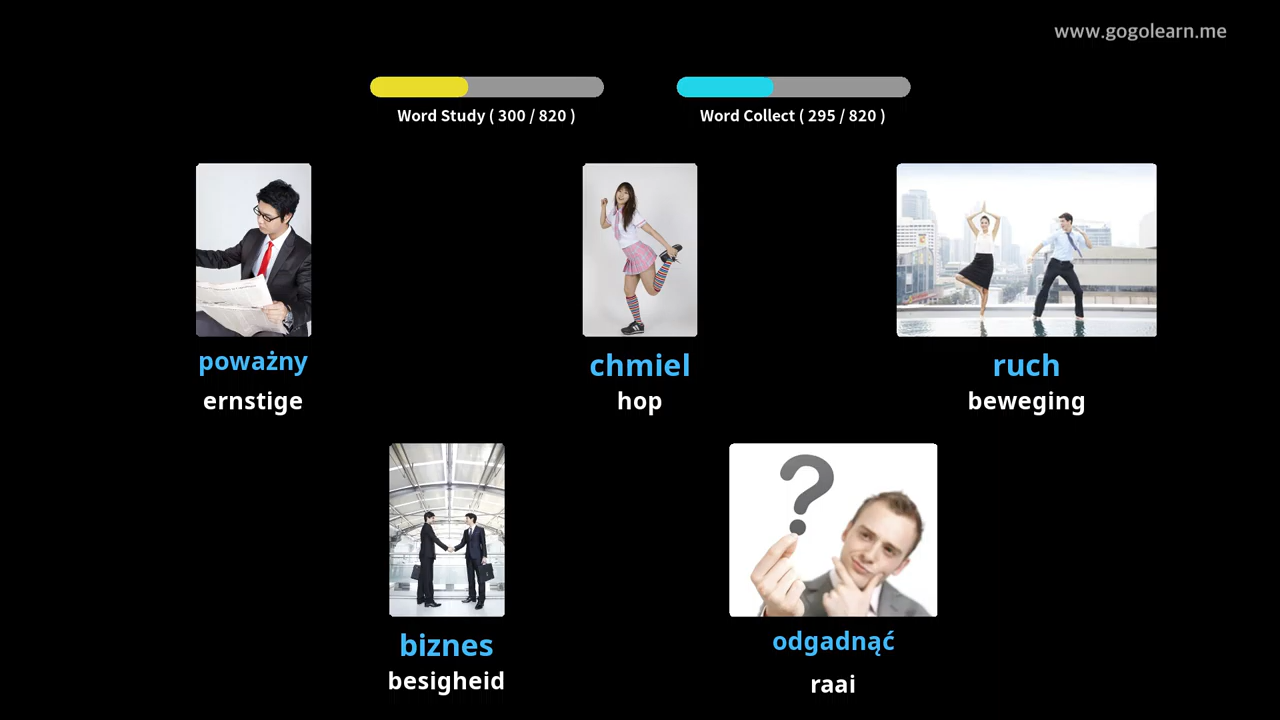 www.gogolearn.me
Word Study ( 300 / 820 )
Word Collect ( 295 / 820 )
poważny
ernstige
chmiel
hop
ruch
beweging
biznes
besigheid
odgadnąć
raai